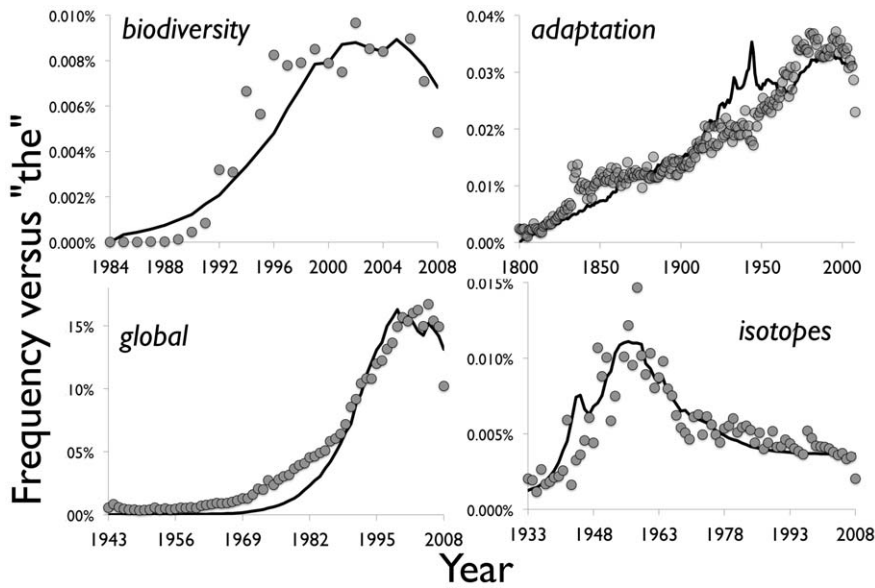 Frequency versus "the"
biodiversity
0.010%
0.008%
0.006%
0.004%
0.002%
0.000%
1984 1988 1992 1996 2000 2004 2008
adaptation
0.04%
0.03%
0.02%
0.01%
0.00%
1800 1850 1900 1950 2000
global
15%
10%
05%
00%
1943 1956 1969 1982 1995 2008
isotopes
0.015%
0.010%
0.005%
0.000%
1933 1948 1963 1978 1993 2008
Year